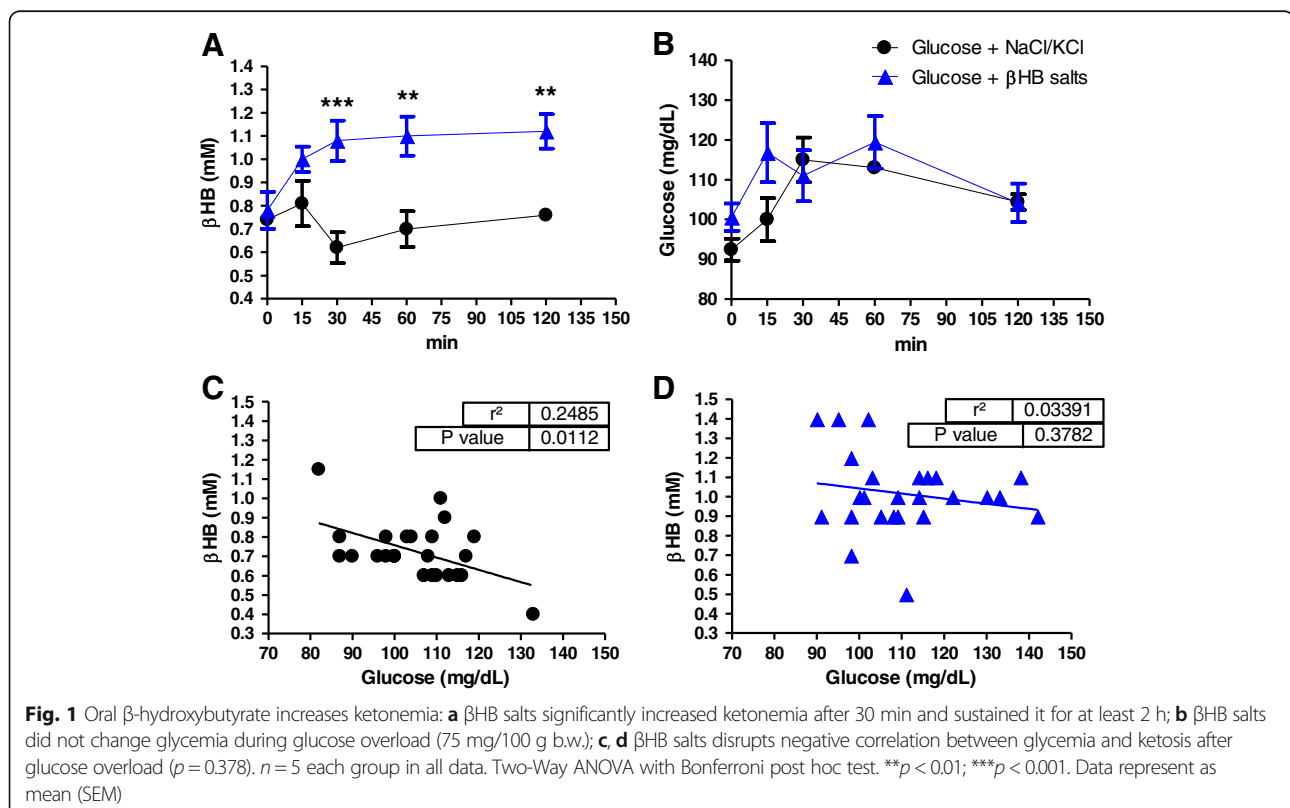 A
1.4
1.3
1.2
1.1
1.0
0.9
0.8
0.7
0.6
0.5
0.4
β HB (mM)
***
**
**
0 15 30 45 60 75 90 105 120 135 150
min
B
Glucose + NaCl/KCl
Glucose + βHB salts
140
130
120
110
100
90
80
Glucose (mg/dL)
0 15 30 45 60 75 90 105 120 135 150
min
C
r² 0.2485
P value 0.0112
1.5
1.4
1.3
1.2
1.1
1.0
0.9
0.8
0.7
0.6
0.5
0.4
0.3
β HB (mM)
70 80 90 100 110 120 130 140 150
Glucose (mg/dL)
D
r² 0.03391
P value 0.3782
1.5
1.4
1.3
1.2
1.1
1.0
0.9
0.8
0.7
0.6
0.5
0.4
0.3
β HB (mM)
70 80 90 100 110 120 130 140 150
Glucose (mg/dL)
Fig. 1 Oral β-hydroxybutyrate increases ketonemia: a βHB salts significantly increased ketonemia after 30 min and sustained it for at least 2 h; b βHB salts
did not change glycemia during glucose overload (75 mg/100 g b.w.); c, d βHB salts disrupts negative correlation between glycemia and ketosis after
glucose overload (p = 0.378). n = 5 each group in all data. Two-Way ANOVA with Bonferroni post hoc test. **p < 0.01; ***p < 0.001. Data represent as
mean (SEM)